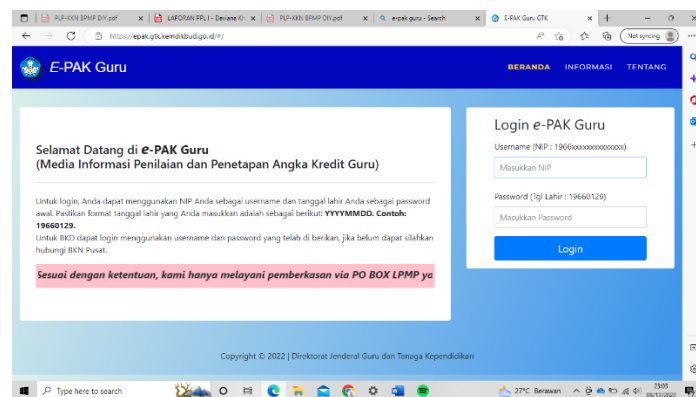 PLP-KKN BPMP DIY.pdf
LAPORAN PPL I - Deviana Kh
PLP-KKN BPMP DIY.pdf
e-pak guru - Search
E-PAK Guru GTK
https://epak.gtk.kemdikbud.go.id/#/
Not syncing
E-PAK Guru
BERANDA INFORMASI TENTANG
Selamat Datang di e-PAK Guru
(Media Informasi Penilaian dan Penetapan Angka Kredit Guru)
Untuk login, Anda dapat menggunakan NIP Anda sebagai username dan tanggal lahir Anda sebagai password
awal. Pastikan format tanggal lahir yang Anda masukkan adalah sebagai berikut: YYYYMMDD. Contoh:
19660129.
Untuk BKD dapat login menggunakan username dan password yang telah di berikan, jika belum dapat silahkan
hubungi BKN Pusat.
Sesuai dengan ketentuan, kami hanya melayani pemberkasan via PO BOX LPMP ya
Login e-PAK Guru
Username (NIP : 1966xxxxxxxxxxxxxx)
Masukkan NIP
Password (Tgl Lahir : 19660129)
Masukkan Password
Login
Copyright © 2022 | Direktorat Jenderal Guru dan Tenaga Kependidikan
Type here to search
27°C Berawan
23:03
08/12/2022